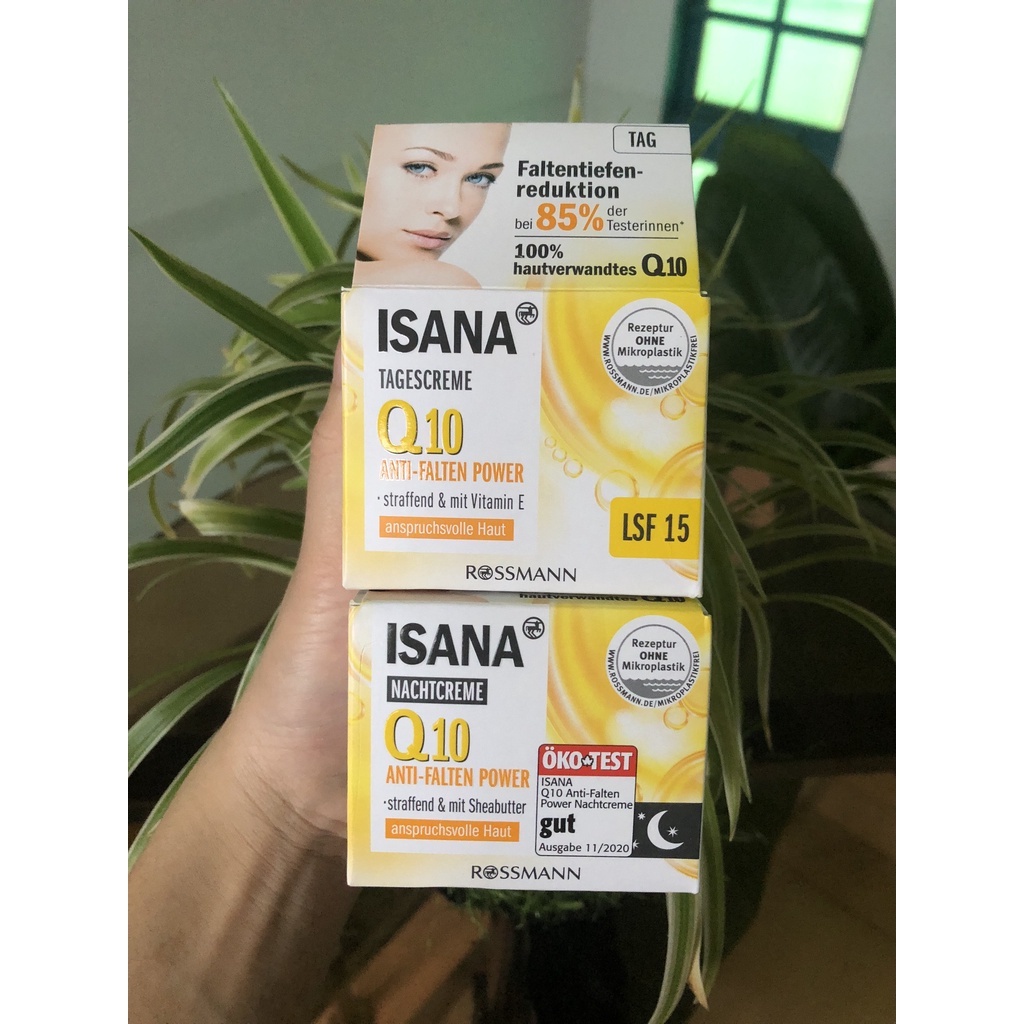 TAG
Faltentiefen-
reduktion
bei 85% der
Testerinnen*
100%
hautverwandtes Q10
ISANA
TAGESCREME
Q10
ANTI-FALTEN POWER
· straffend & mit Vitamin E
anspruchsvolle Haut
Rezeptur
OHNE
Mikroplastik
WWW.ROSSMANN.DE/MIKROPLASTIKFREI
LSF 15
ROSSMANN
hautverwandtes Q10
ISANA
NACHTCREME
Q10
ANTI-FALTEN POWER
· straffend & mit Sheabutter
anspruchsvolle Haut
Rezeptur
OHNE
Mikroplastik
WWW.ROSSMANN.DE/MIKROPLASTIKFREI
ÖKO TEST
ISANA
Q10 Anti-Falten
Power Nachtcreme
gut
Ausgabe 11/2020
ROSSMANN